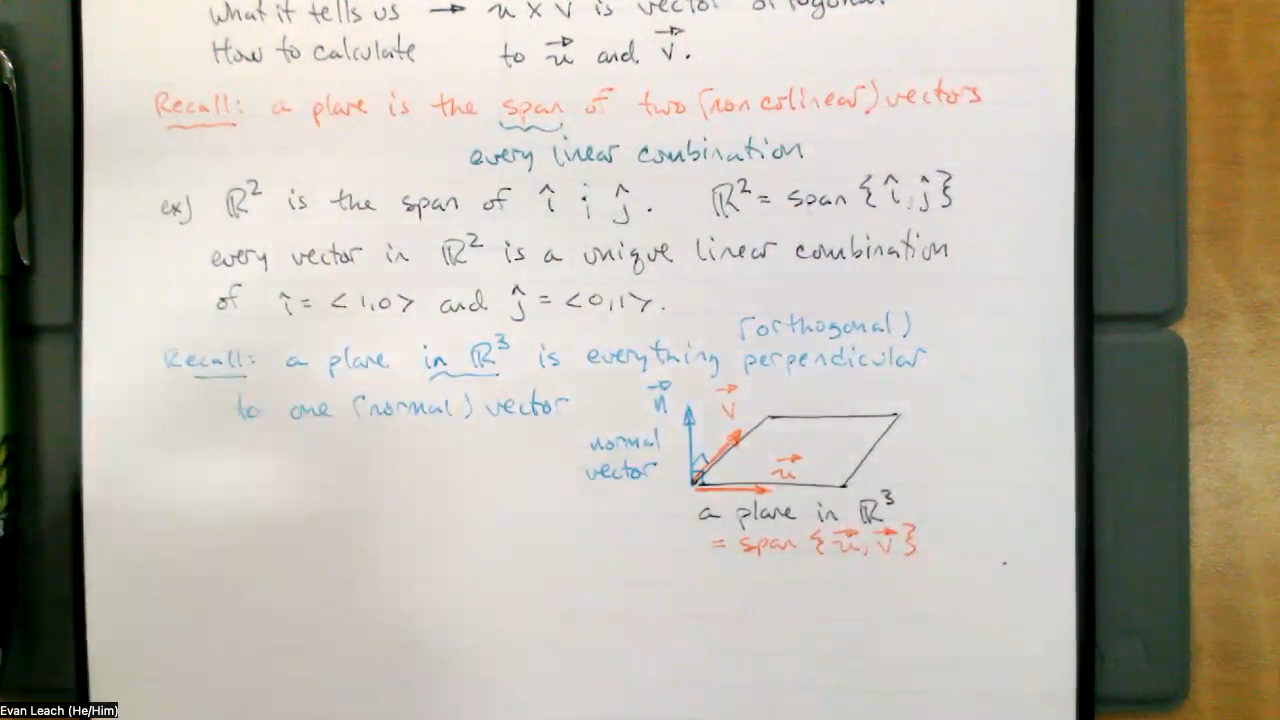 What it tells us → u × v is vector
How to calculate to u⃗ and v⃗.
Recall: a plane is the span of two (noncolinear) vectors
every linear combination
ex) ℝ² is the span of î ; ĵ. ℝ² = span {î, ĵ}
every vector in ℝ² is a unique linear combination
of î = <1,0> and ĵ = <0,1>.
(orthogonal)
Recall: a plane in ℝ³ is everything perpendicular
to one (normal) vector
n⃗ v⃗
normal
vector
u⃗
a plane in ℝ³
= span {u⃗, v⃗}
Evan Leach (He/Him)